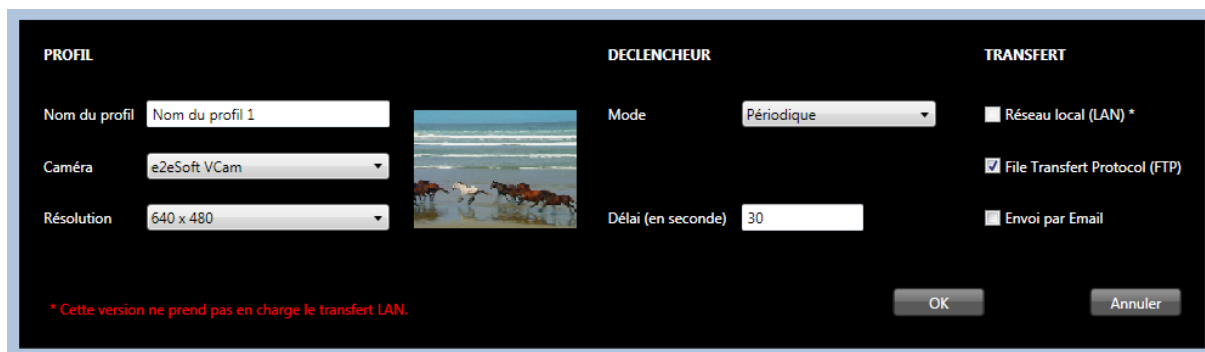 PROFIL
DECLENCHEUR
TRANSFERT
Nom du profil
Nom du profil 1
Mode
Périodique
Réseau local (LAN) *
Caméra
e2eSoft VCam
File Transfert Protocol (FTP)
Résolution
640 x 480
Délai (en seconde)
30
Envoi par Email
* Cette version ne prend pas en charge le transfert LAN.
OK
Annuler